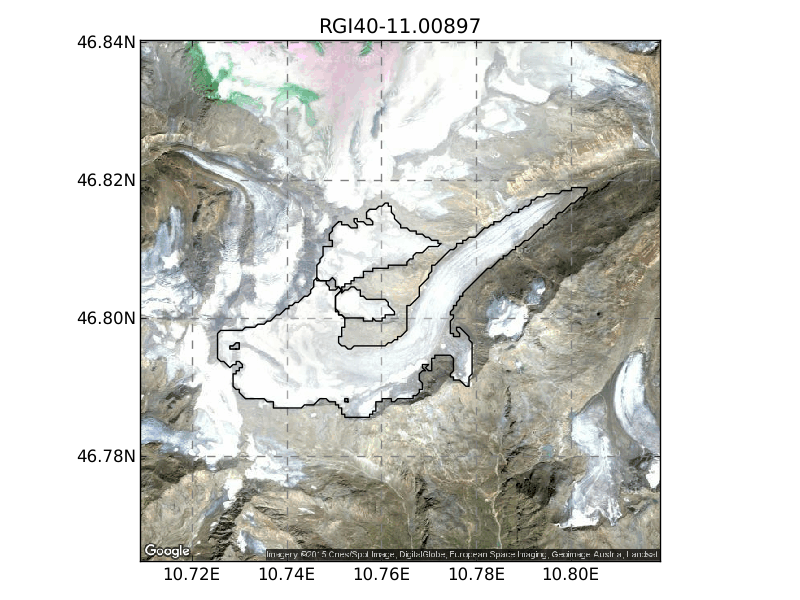 RGI40-11.00897
46.84N
46.82N
46.80N
46.78N
Google
Imagery ©2015 Cnes/Spot Image, DigitalGlobe, European Space Imaging, Geoimage Austria, Landsat
10.72E 10.74E 10.76E 10.78E 10.80E